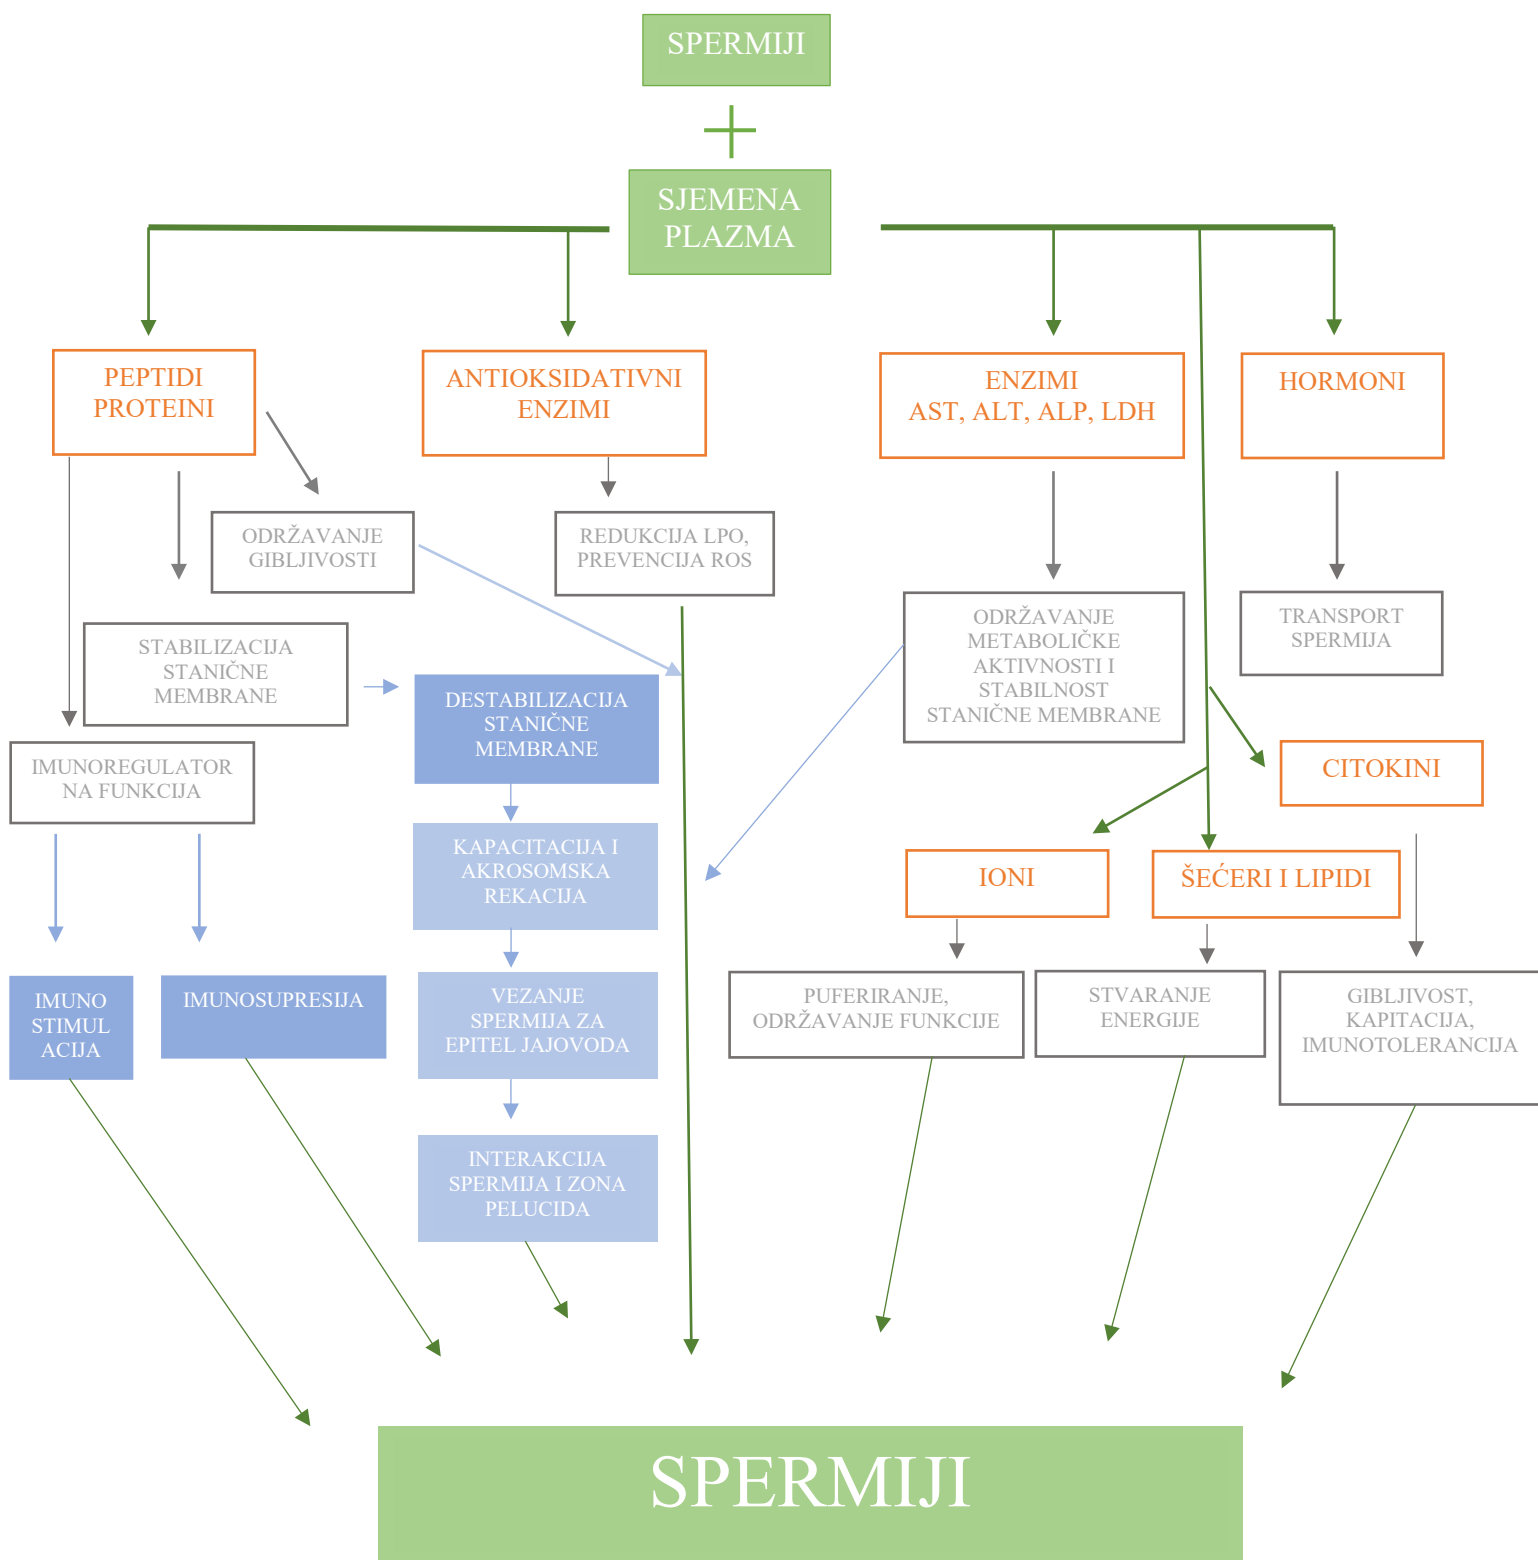 SPERMIJI
SJEMENA
PLAZMA
PEPTIDI
PROTEINI
ANTIOKSIDATIVNI
ENZIMI
ENZIMI
AST, ALT, ALP, LDH
HORMONI
ODRŽAVANJE
GIBLJIVOSTI
REDUKCIJA LPO,
PREVENCIJA ROS
ODRŽAVANJE
METABOLIČKE
AKTIVNOSTI I
STABILNOST
STANIČNE MEMBRANE
TRANSPORT
SPERMIJA
STABILIZACIJA
STANIČNE
MEMBRANE
DESTABILIZACIJA
STANIČNE
MEMBRANE
IMUNOREGULATOR
NA FUNKCIJA
CITOKINI
KAPACITACIJA I
AKROSOMSKA
REKACIJA
IONI
ŠEĆERI I LIPIDI
IMUNO
STIMUL
ACIJA
IMUNOSUPRESIJA
VEZANJE
SPERMIJA ZA
EPITEL JAJOVODA
PUFERIRANJE,
ODRŽAVANJE FUNKCIJE
STVARANJE
ENERGIJE
GIBLJIVOST,
KAPITACIJA,
IMUNOTOLERANCIJA
INTERAKCIJA
SPERMIJA I ZONA
PELUCIDA
SPERMIJI